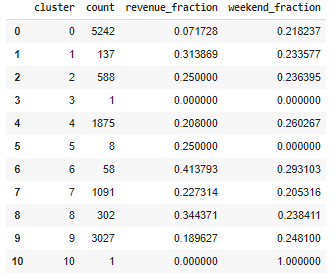 cluster count revenue_fraction weekend_fraction
0 0 5242 0.071728 0.218237
1 1 137 0.313869 0.233577
2 2 588 0.250000 0.236395
3 3 1 0.000000 0.000000
4 4 1875 0.208000 0.260267
5 5 8 0.250000 0.000000
6 6 58 0.413793 0.293103
7 7 1091 0.227314 0.205316
8 8 302 0.344371 0.238411
9 9 3027 0.189627 0.248100
10 10 1 0.000000 1.000000